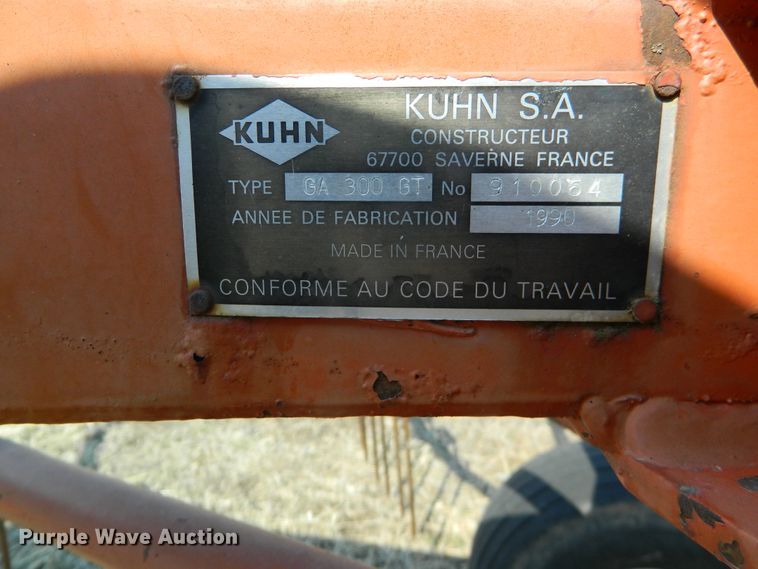 KUHN
KUHN S.A.
CONSTRUCTEUR
67700 SAVERNE FRANCE
TYPE GA 300 GT No 910064
ANNEE DE FABRICATION 1990
MADE IN FRANCE
CONFORME AU CODE DU TRAVAIL
Purple Wave Auction